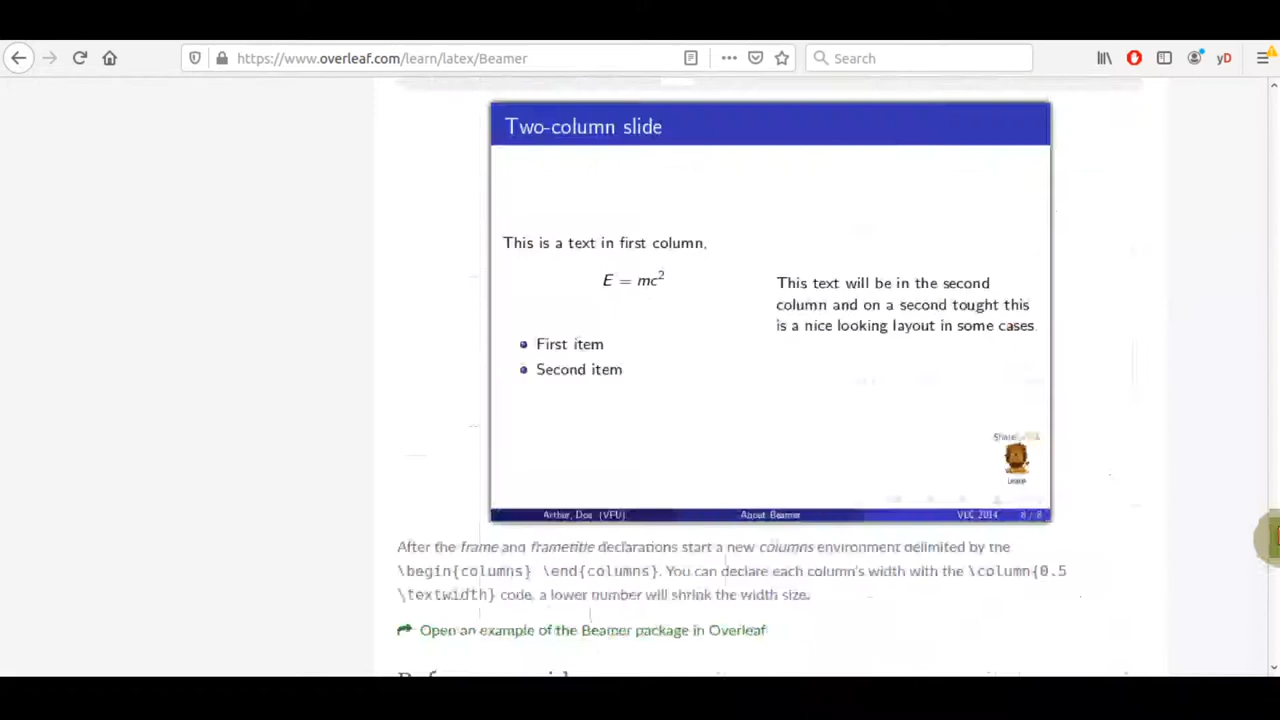 https://www.overleaf.com/learn/latex/Beamer
Search
yD
Two-column slide
This is a text in first column.
E = mc²
First item
Second item
This text will be in the second
column and on a second tought this
is a nice looking layout in some cases.
Arthur, Doe (VFU)
About Beamer
VLC 2014
8 / 8
After the frame and frametitle declarations start a new columns environment delimited by the
\begin{columns} \end{columns}. You can declare each column's width with the \column{0.5
\textwidth} code, a lower number will shrink the width size.
Open an example of the Beamer package in Overleaf